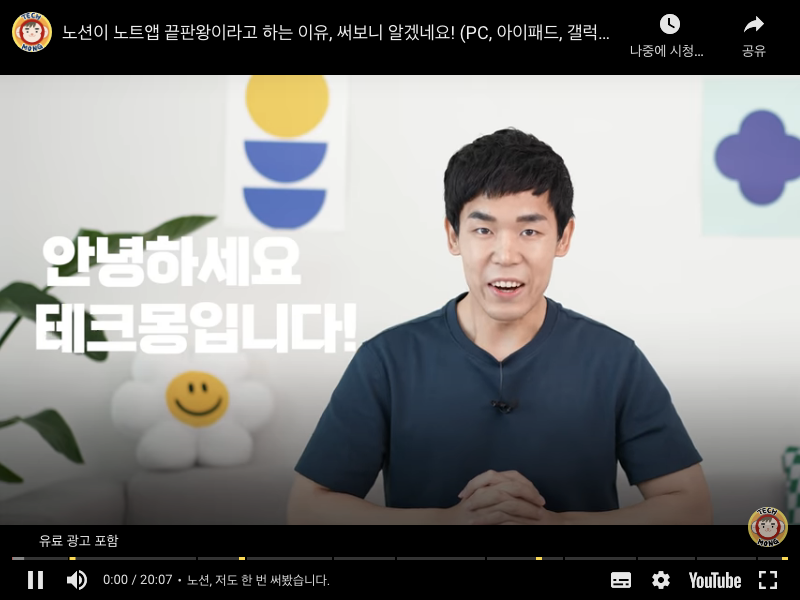 TECH
MONG
노션이 노트앱 끝판왕이라고 하는 이유, 써보니 알겠네요! (PC, 아이패드, 갤럭...
나중에 시청...
공유
안녕하세요
테크몽입니다!
TECH
MONG
유료 광고 포함
0:00 / 20:07 • 노션, 저도 한 번 써봤습니다.
YouTube